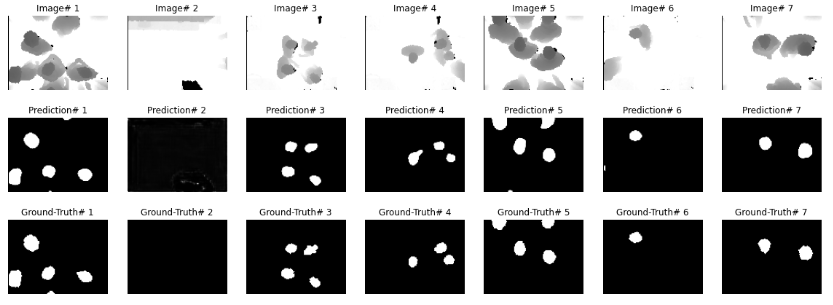 Image# 1 Image# 2 Image# 3 Image# 4 Image# 5 Image# 6 Image# 7
Prediction# 1 Prediction# 2 Prediction# 3 Prediction# 4 Prediction# 5 Prediction# 6 Prediction# 7
Ground-Truth# 1 Ground-Truth# 2 Ground-Truth# 3 Ground-Truth# 4 Ground-Truth# 5 Ground-Truth# 6 Ground-Truth# 7